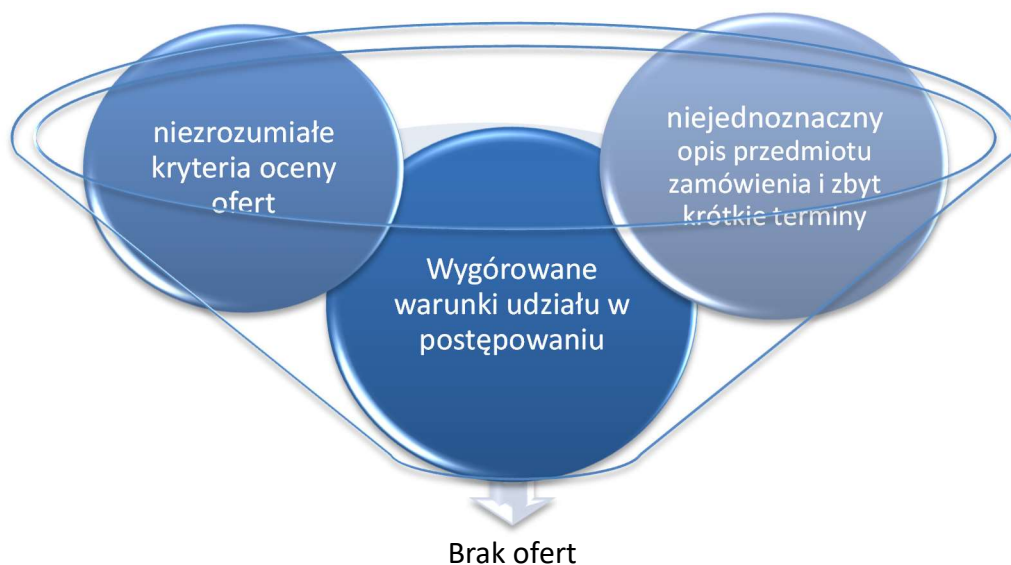 niezrozumiałe
kryteria oceny
ofert
niejednoznaczny
opis przedmiotu
zamówienia i zbyt
krótkie terminy
Wygórowane
warunki udziału w
postępowaniu
Brak ofert